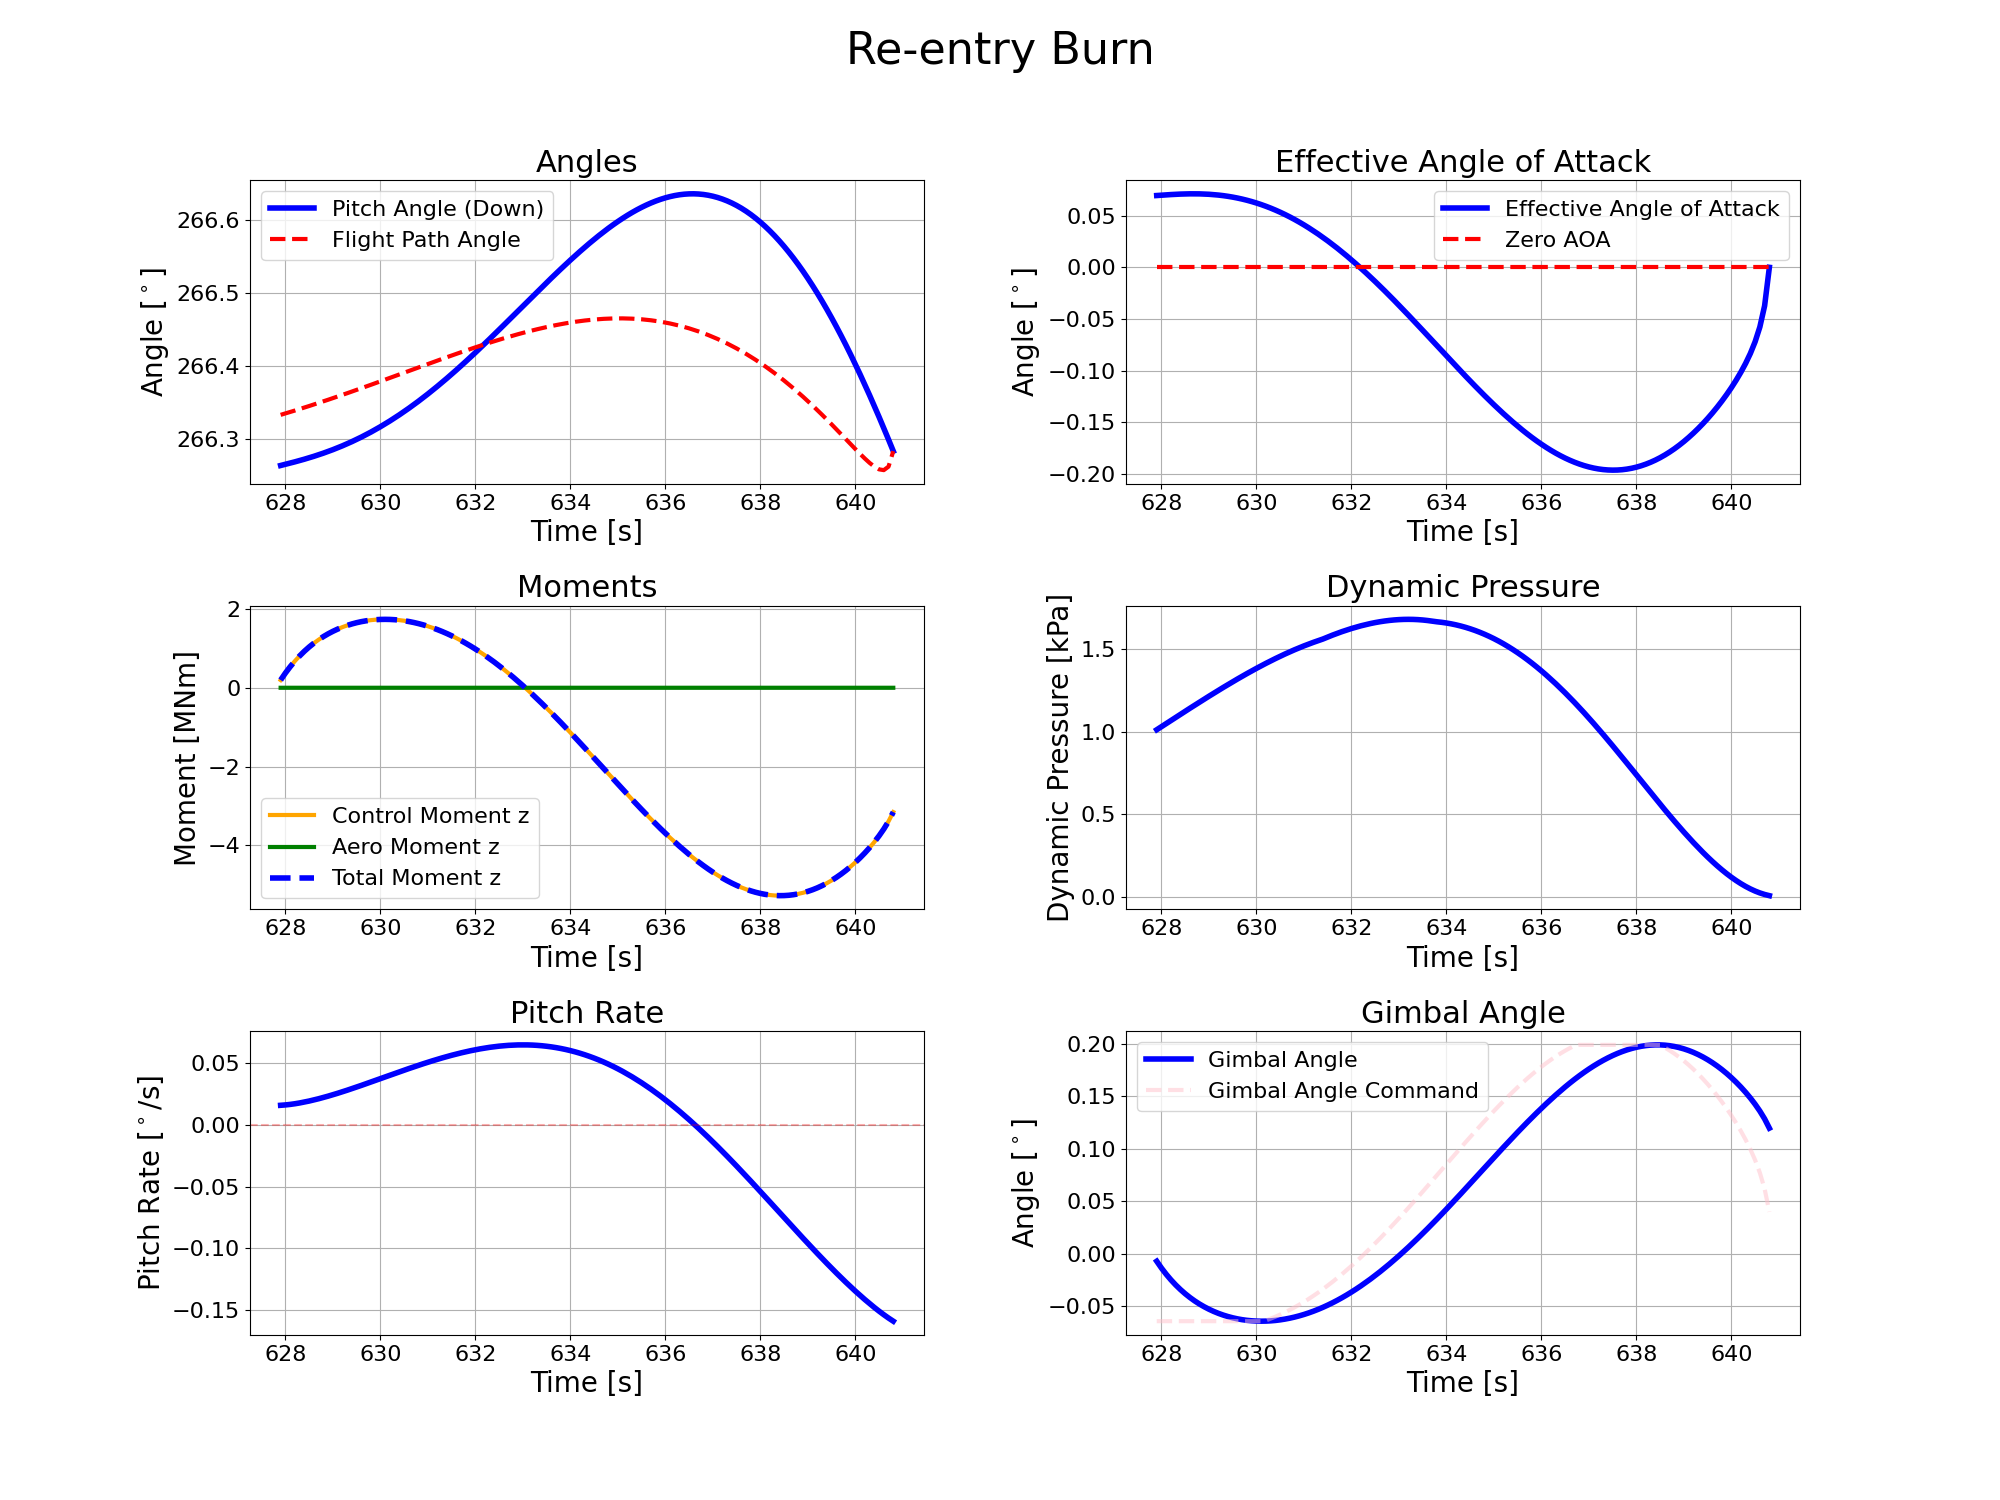 Re-entry Burn
Angles
Angle [°]
266.6
266.5
266.4
266.3
Pitch Angle (Down)
Flight Path Angle
628 630 632 634 636 638 640
Time [s]
Effective Angle of Attack
Angle [°]
0.05
0.00
−0.05
−0.10
−0.15
−0.20
Effective Angle of Attack
Zero AOA
628 630 632 634 636 638 640
Time [s]
Moments
Moment [MNm]
2
0
−2
−4
Control Moment z
Aero Moment z
Total Moment z
628 630 632 634 636 638 640
Time [s]
Dynamic Pressure
Dynamic Pressure [kPa]
1.5
1.0
0.5
0.0
628 630 632 634 636 638 640
Time [s]
Pitch Rate
Pitch Rate [°/s]
0.05
0.00
−0.05
−0.10
−0.15
628 630 632 634 636 638 640
Time [s]
Gimbal Angle
Angle [°]
0.20
0.15
0.10
0.05
0.00
−0.05
Gimbal Angle
Gimbal Angle Command
628 630 632 634 636 638 640
Time [s]